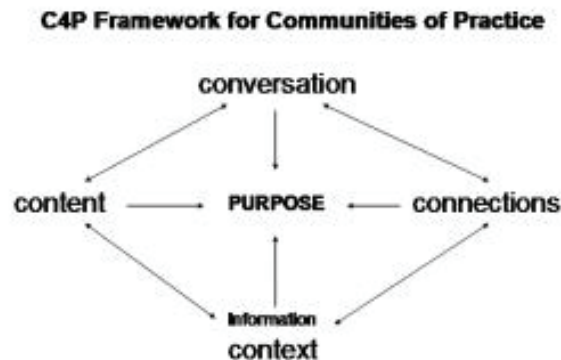 C4P Framework for Communities of Practice
conversation
content PURPOSE connections
Information
context